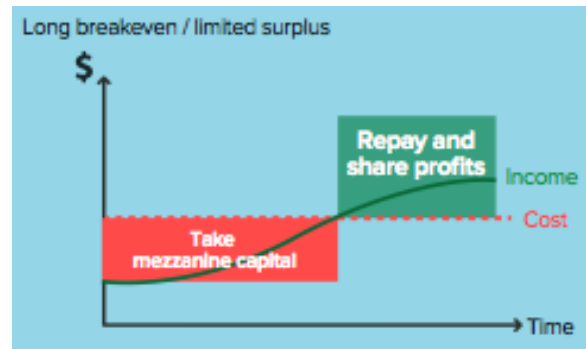 Long breakeven / limited surplus
$
Repay and
share profits
Income
Cost
Take
mezzanine capital
Time